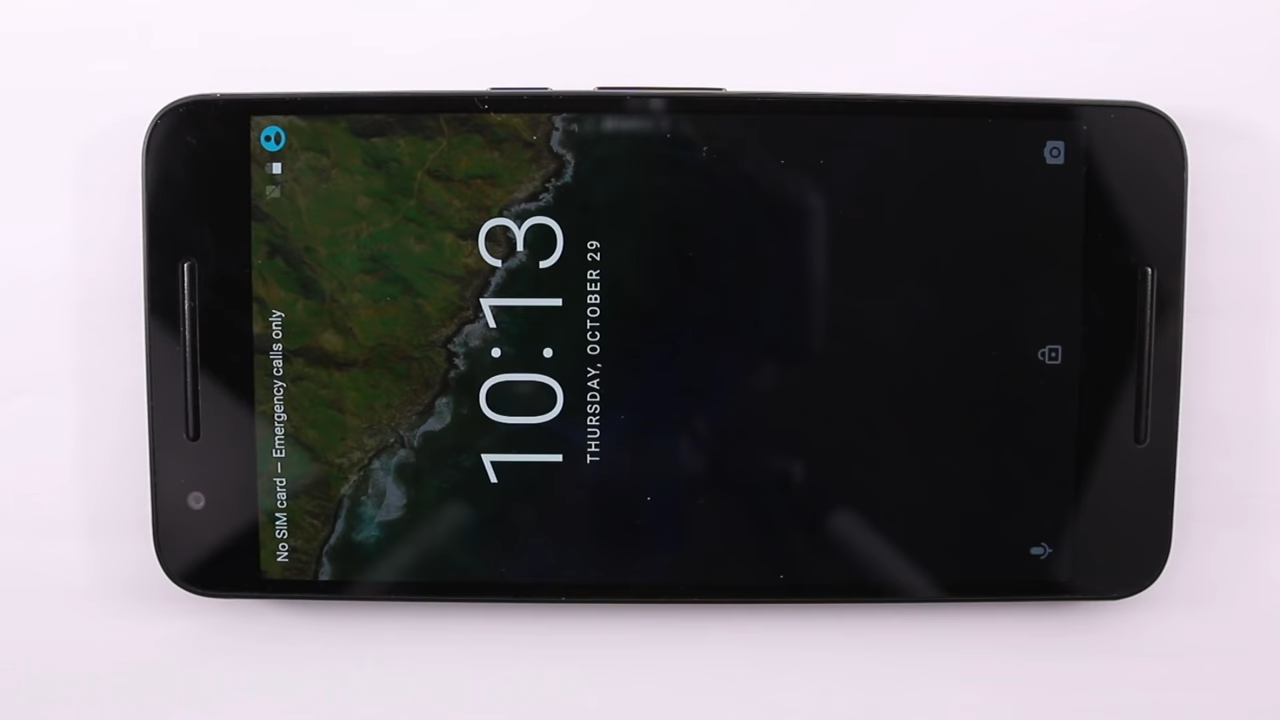 No SIM card — Emergency calls only
10:13
THURSDAY, OCTOBER 29